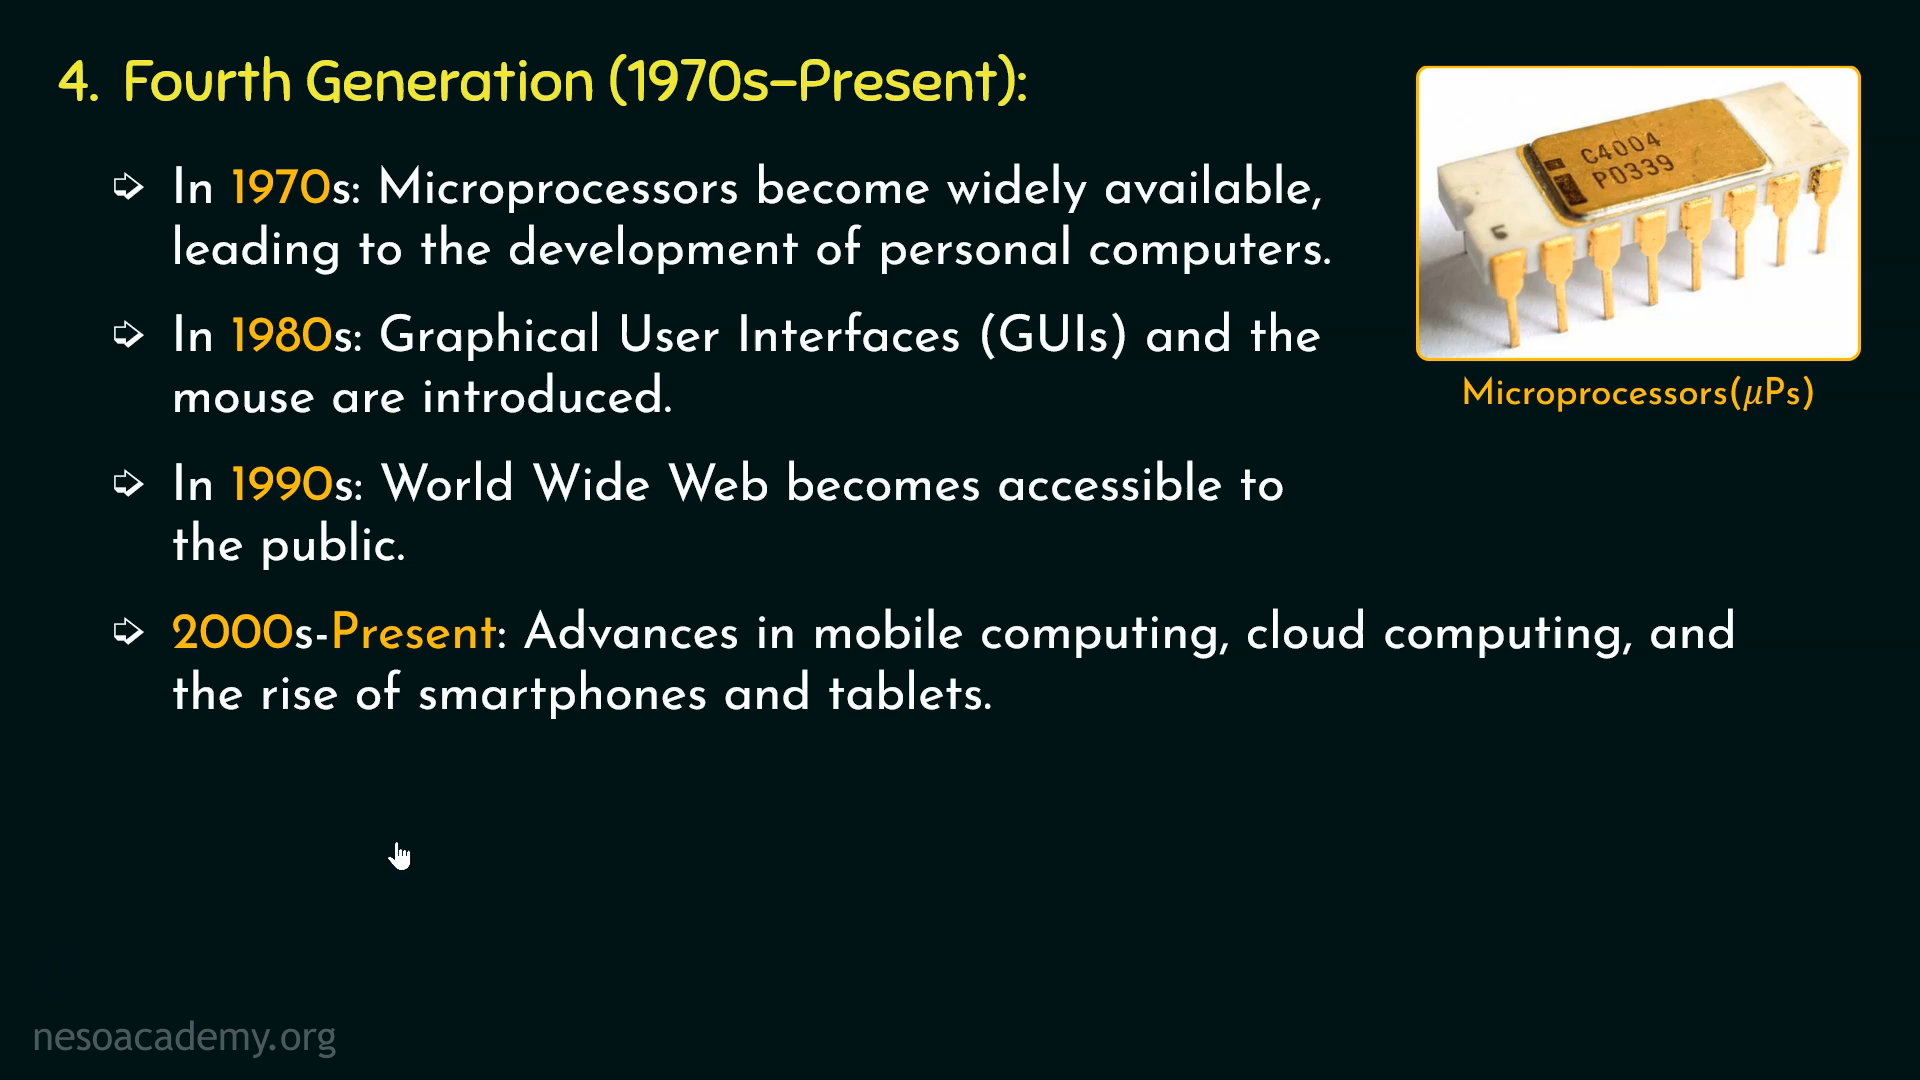 4. Fourth Generation (1970s–Present):
➩ In 1970s: Microprocessors become widely available,
leading to the development of personal computers.
➩ In 1980s: Graphical User Interfaces (GUIs) and the
mouse are introduced.
➩ In 1990s: World Wide Web becomes accessible to
the public.
➩ 2000s-Present: Advances in mobile computing, cloud computing, and
the rise of smartphones and tablets.
C4004
P0339
Microprocessors(μPs)
nesoacademy.org